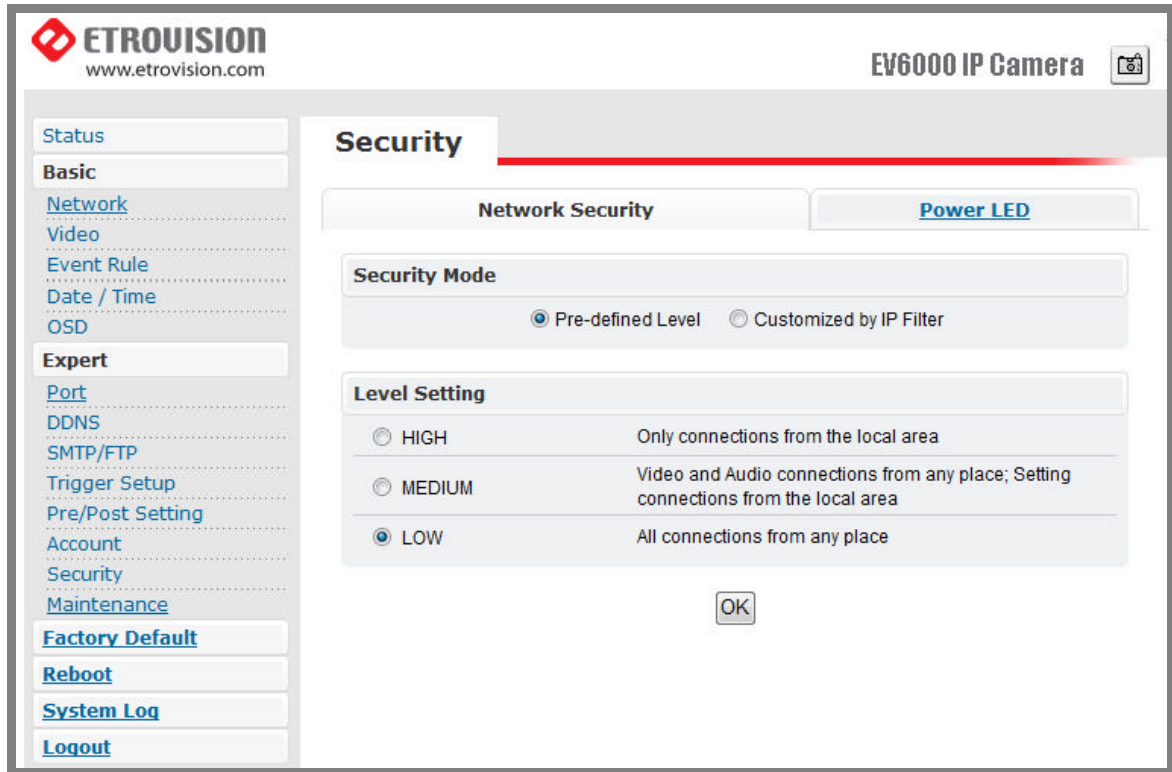 ETROVISION
www.etrovision.com
EV6000 IP Camera
Status
Basic
Network
Video
Event Rule
Date / Time
OSD
Expert
Port
DDNS
SMTP/FTP
Trigger Setup
Pre/Post Setting
Account
Security
Maintenance
Factory Default
Reboot
System Log
Logout
Security
Network Security
Power LED
Security Mode
Pre-defined Level
Customized by IP Filter
Level Setting
HIGH
Only connections from the local area
MEDIUM
Video and Audio connections from any place; Setting
connections from the local area
LOW
All connections from any place
OK